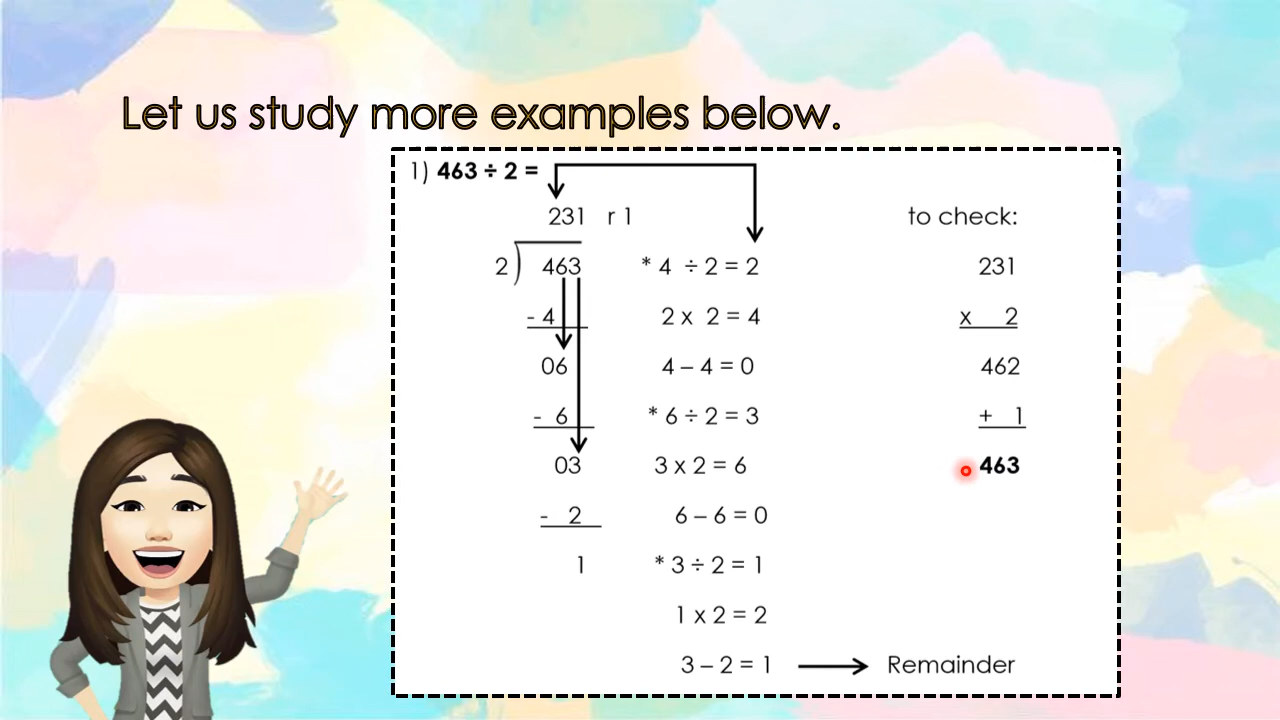 Let us study more examples below.
1) 463 ÷ 2 =
231 r 1 to check:
2) 463 * 4 ÷ 2 = 2 231
- 4 2 x 2 = 4 x 2
06 4 – 4 = 0 462
- 6 * 6 ÷ 2 = 3 + 1
03 3 x 2 = 6 463
- 2 6 – 6 = 0
1 * 3 ÷ 2 = 1
1 x 2 = 2
3 – 2 = 1 Remainder